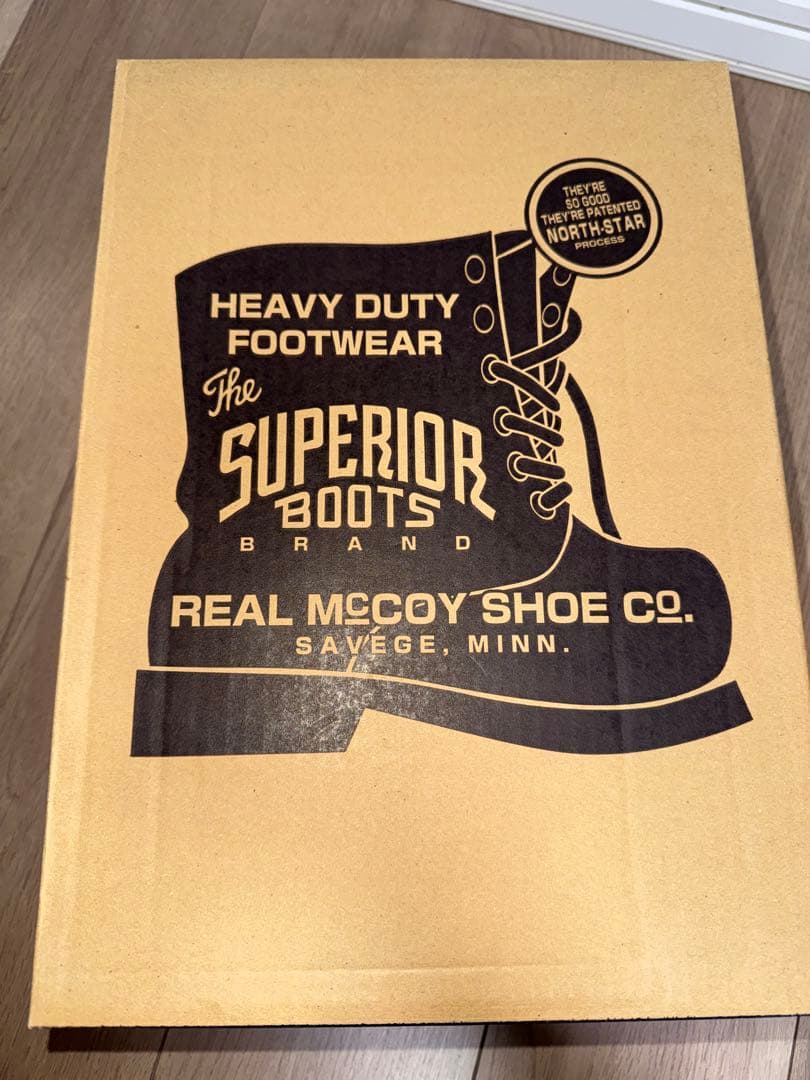 THEY'RE
SO GOOD
THEY'RE PATENTED
NORTH-STAR
PROCESS
HEAVY DUTY
FOOTWEAR
The
SUPERIOR
BOOTS
BRAND
REAL McCOY SHOE Co.
SAVÉGE, MINN.